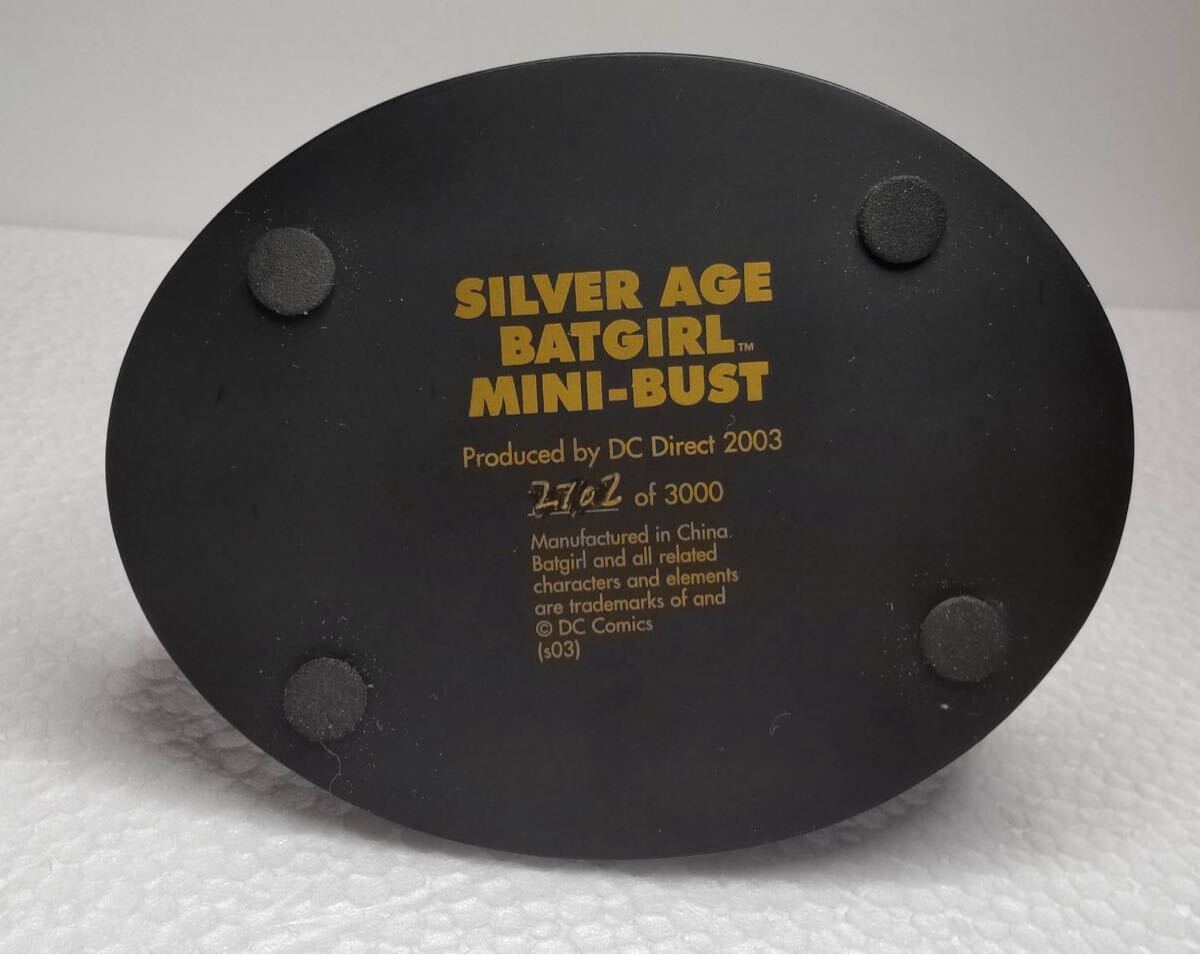 SILVER AGE
BATGIRL™
MINI-BUST
Produced by DC Direct 2003
2702 of 3000
Manufactured in China.
Batgirl and all related
characters and elements
are trademarks of and
© DC Comics
(s03)